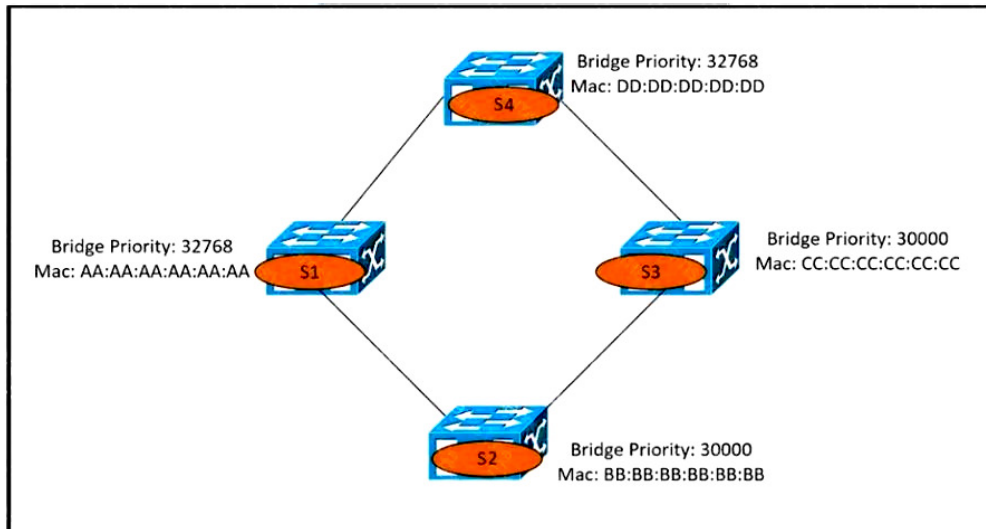 Bridge Priority: 32768
Mac: DD:DD:DD:DD:DD
S4
Bridge Priority: 32768
Mac: AA:AA:AA:AA:AA:AA
S1
S3
Bridge Priority: 30000
Mac: CC:CC:CC:CC:CC:CC
S2
Bridge Priority: 30000
Mac: BB:BB:BB:BB:BB:BB